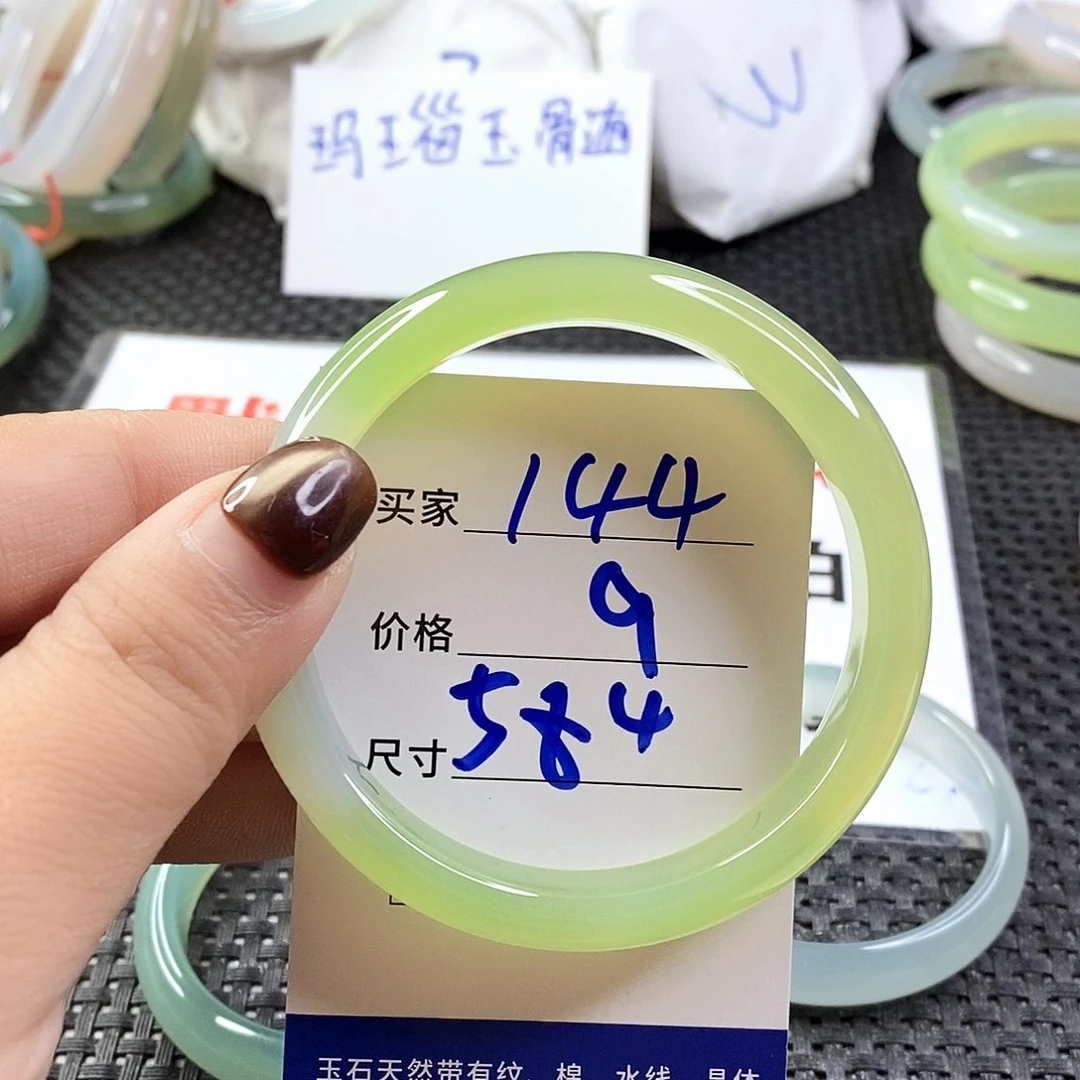 玛瑙玉骨髓
买家 144
价格 9
尺寸 584
玉石天然带有纹、棉、水线，具体